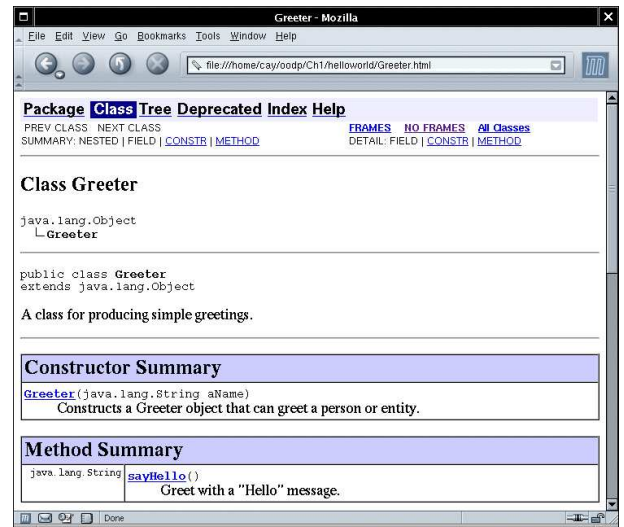 Greeter - Mozilla
File Edit View Go Bookmarks Tools Window Help
file:///home/cay/oodp/Ch1/helloworld/Greeter.html
Package Class Tree Deprecated Index Help
PREV CLASS NEXT CLASS
FRAMES NO FRAMES All Classes
SUMMARY: NESTED | FIELD | CONSTR | METHOD
DETAIL: FIELD | CONSTR | METHOD
Class Greeter
java.lang.Object
Greeter
public class Greeter
extends java.lang.Object
A class for producing simple greetings.
Constructor Summary
Greeter(java.lang.String aName)
Constructs a Greeter object that can greet a person or entity.
Method Summary
java.lang.String sayHello()
Greet with a "Hello" message.
Done